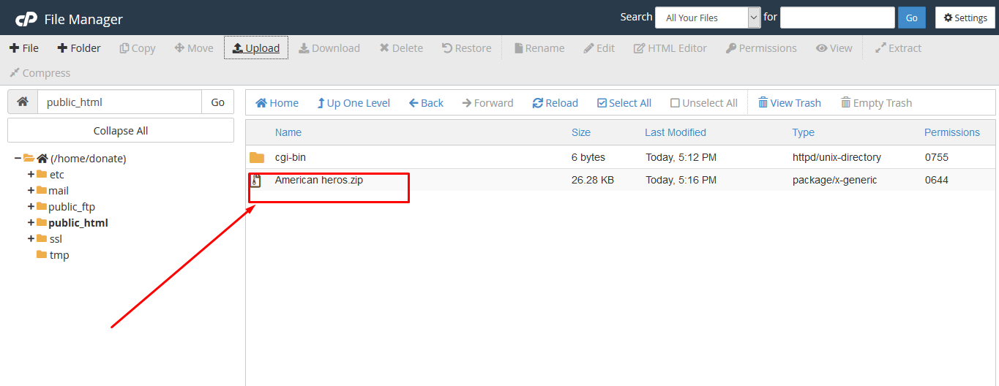 cP File Manager Search All Your Files for Go Settings
+ File + Folder Copy Move Upload Download Delete Restore Rename Edit HTML Editor Permissions View Extract
Compress
public_html Go
Collapse All
(/home/donate)
etc
mail
public_ftp
public_html
ssl
tmp
Home Up One Level Back Forward Reload Select All Unselect All View Trash Empty Trash
Name Size Last Modified Type Permissions
cgi-bin 6 bytes Today, 5:12 PM httpd/unix-directory 0755
American heros.zip 26.28 KB Today, 5:16 PM package/x-generic 0644